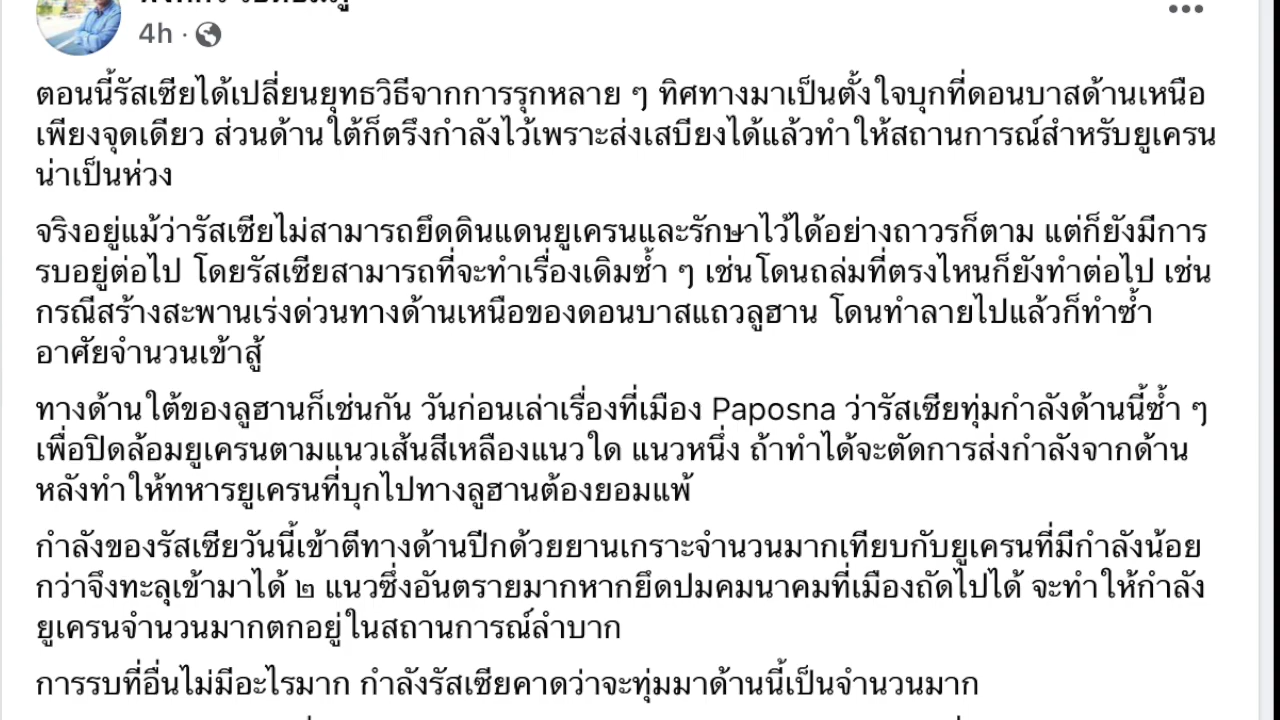 4h
ตอนนี้รัสเซียได้เปลี่ยนยุทธวิธีจากการรุกหลาย ๆ ทิศทางมาเป็นตั้งใจบุกที่ดอนบาสด้านเหนือ
เพียงจุดเดียว ส่วนด้านใต้ก็ตรึงกำลังไว้เพราะส่งเสบียงได้แล้วทำให้สถานการณ์สำหรับยูเครน
น่าเป็นห่วง
จริงอยู่แม้ว่ารัสเซียไม่สามารถยึดดินแดนยูเครนและรักษาไว้ได้อย่างถาวรก็ตาม แต่ก็ยังมีการ
รบอยู่ต่อไป โดยรัสเซียสามารถที่จะทำเรื่องเดิมซ้ำ ๆ เช่นโดนถล่มที่ตรงไหนก็ยังทำต่อไป เช่น
กรณีสร้างสะพานเร่งด่วนทางด้านเหนือของดอนบาสแถวลูฮาน โดนทำลายไปแล้วก็ทำซ้ำ
อาศัยจำนวนเข้าสู้
ทางด้านใต้ของลูฮานก็เช่นกัน วันก่อนเล่าเรื่องที่เมือง Paposna ว่ารัสเซียทุ่มกำลังด้านนี้ซ้ำ ๆ
เพื่อปิดล้อมยูเครนตามแนวเส้นสีเหลืองแนวใด แนวหนึ่ง ถ้าทำได้จะตัดการส่งกำลังจากด้าน
หลังทำให้ทหารยูเครนที่บุกไปทางลูฮานต้องยอมแพ้
กำลังของรัสเซียวันนี้เข้าตีทางด้านปีกด้วยยานเกราะจำนวนมากเทียบกับยูเครนที่มีกำลังน้อย
กว่าจึงทะลุเข้ามาได้ ๒ แนวซึ่งอันตรายมากหากยึดปมคมนาคมที่เมืองถัดไปได้ จะทำให้กำลัง
ยูเครนจำนวนมากตกอยู่ในสถานการณ์ลำบาก
การรบที่อื่นไม่มีอะไรมาก กำลังรัสเซียคาดว่าจะทุ่มมาด้านนี้เป็นจำนวนมาก